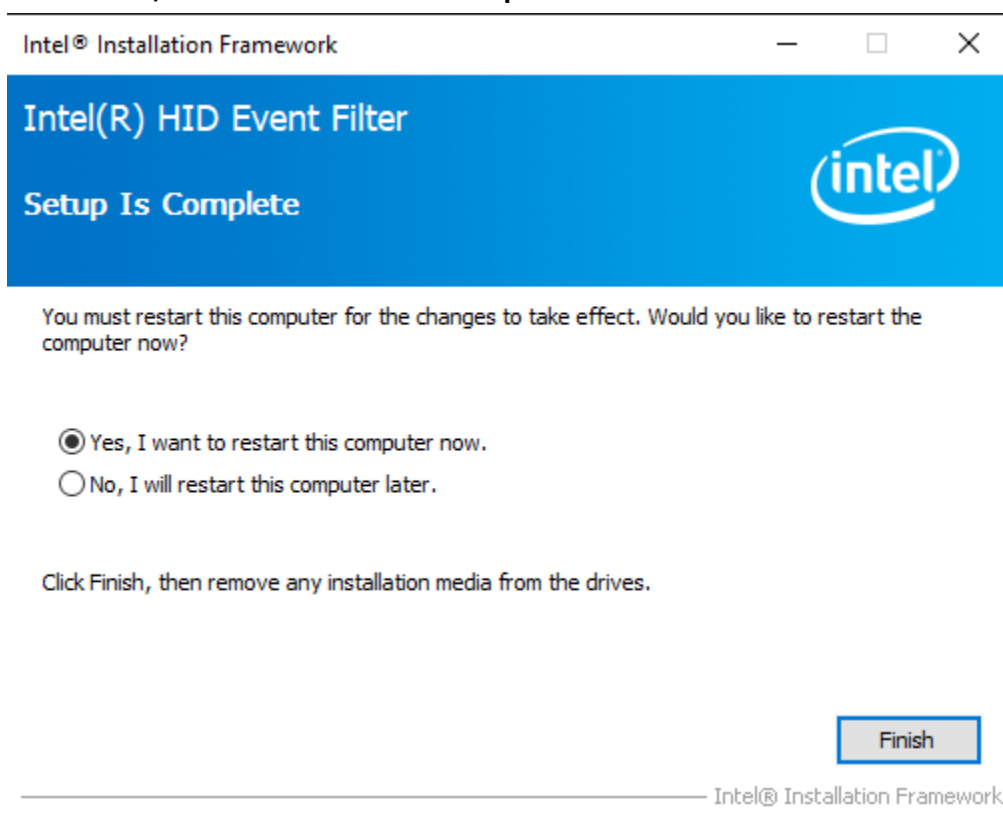 Intel® Installation Framework
Intel(R) HID Event Filter
intel®
Setup Is Complete
You must restart this computer for the changes to take effect. Would you like to restart the
computer now?
Yes, I want to restart this computer now.
No, I will restart this computer later.
Click Finish, then remove any installation media from the drives.
Finish
Intel® Installation Framework